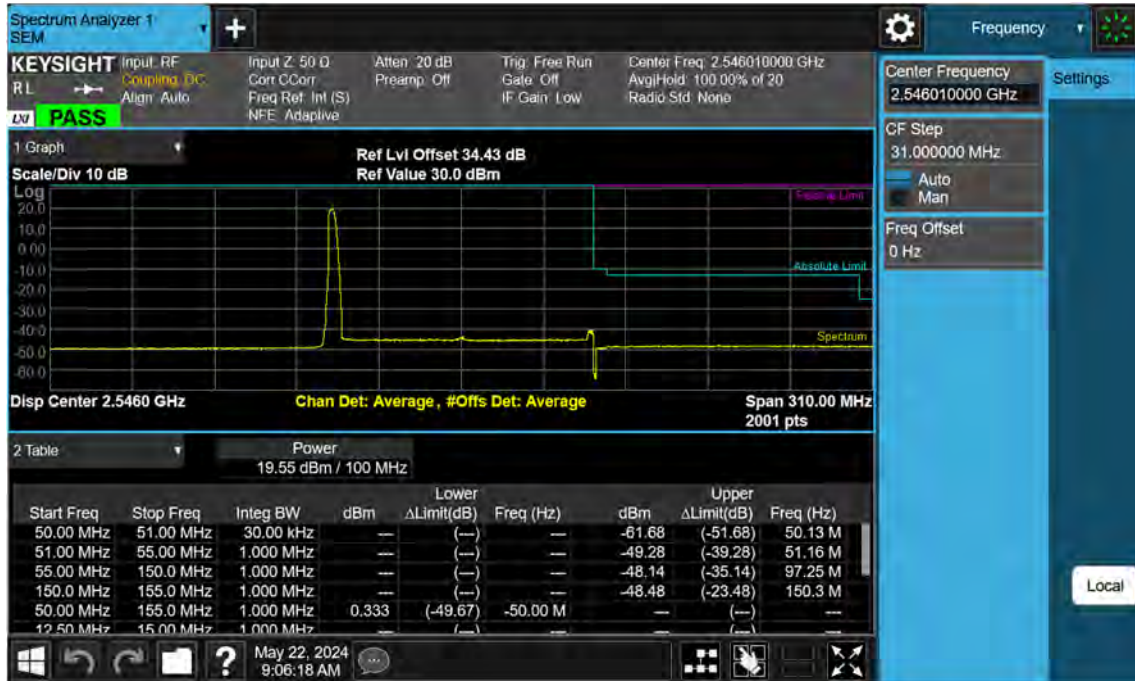 Spectrum Analyzer 1
SEM
Frequency
KEYSIGHT
RL
LXI
PASS
Input: RF
Coupling: DC
Align: Auto
Input Z: 50 Ω
Corr CCorr
Freq Ref: Int (S)
NFE: Adaptive
Atten: 20 dB
Preamp: Off
Trig: Free Run
Gate: Off
IF Gain: Low
Center Freq: 2.546010000 GHz
Avg|Hold: 100.00% of 20
Radio Std: None
Center Frequency
2.546010000 GHz
Settings
CF Step
31.000000 MHz
Auto
Man
Freq Offset
0 Hz
Local
1 Graph
Scale/Div 10 dB
Ref Lvl Offset 34.43 dB
Ref Value 30.0 dBm
Log
20.0
10.0
0.00
-10.0
-20.0
-30.0
-40.0
-50.0
-60.0
Absolute Limit
Spectrum
Disp Center 2.5460 GHz
Chan Det: Average, #Offs Det: Average
Span 310.00 MHz
2001 pts
2 Table
Power
19.55 dBm / 100 MHz
Lower Upper
Start Freq Stop Freq Integ BW dBm ΔLimit(dB) Freq (Hz) dBm ΔLimit(dB) Freq (Hz)
50.00 MHz 51.00 MHz 30.00 kHz --- (---) --- -61.68 (-51.68) 50.13 M
51.00 MHz 55.00 MHz 1.000 MHz --- (---) --- -49.28 (-39.28) 51.16 M
55.00 MHz 150.0 MHz 1.000 MHz --- (---) --- -48.14 (-35.14) 97.25 M
150.0 MHz 155.0 MHz 1.000 MHz --- (---) --- -48.48 (-23.48) 150.3 M
50.00 MHz 155.0 MHz 1.000 MHz 0.333 (-49.67) -50.00 M --- (---) ---
12.50 MHz 15.00 MHz 1.000 MHz --- (---) --- --- (---) ---
May 22, 2024
9:06:18 AM